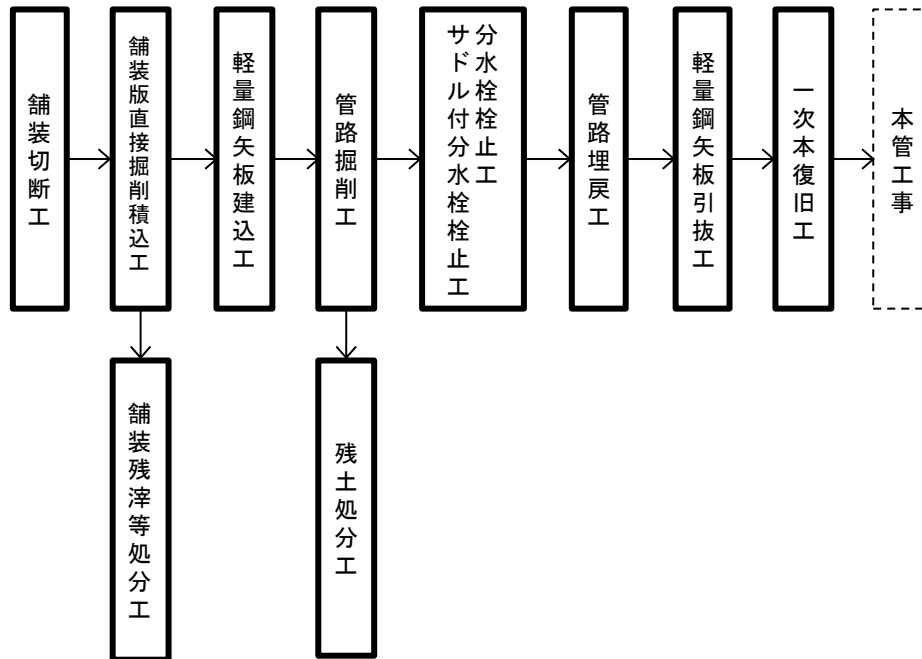 舗装切断工
舗装版直接掘削積込工
軽量鋼矢板建込工
管路掘削工
分水栓栓止工
サドル付分水栓栓止工
管路埋戻工
軽量鋼矢板引抜工
一次本復旧工
本管工事
舗装残滓等処分工
残土処分工